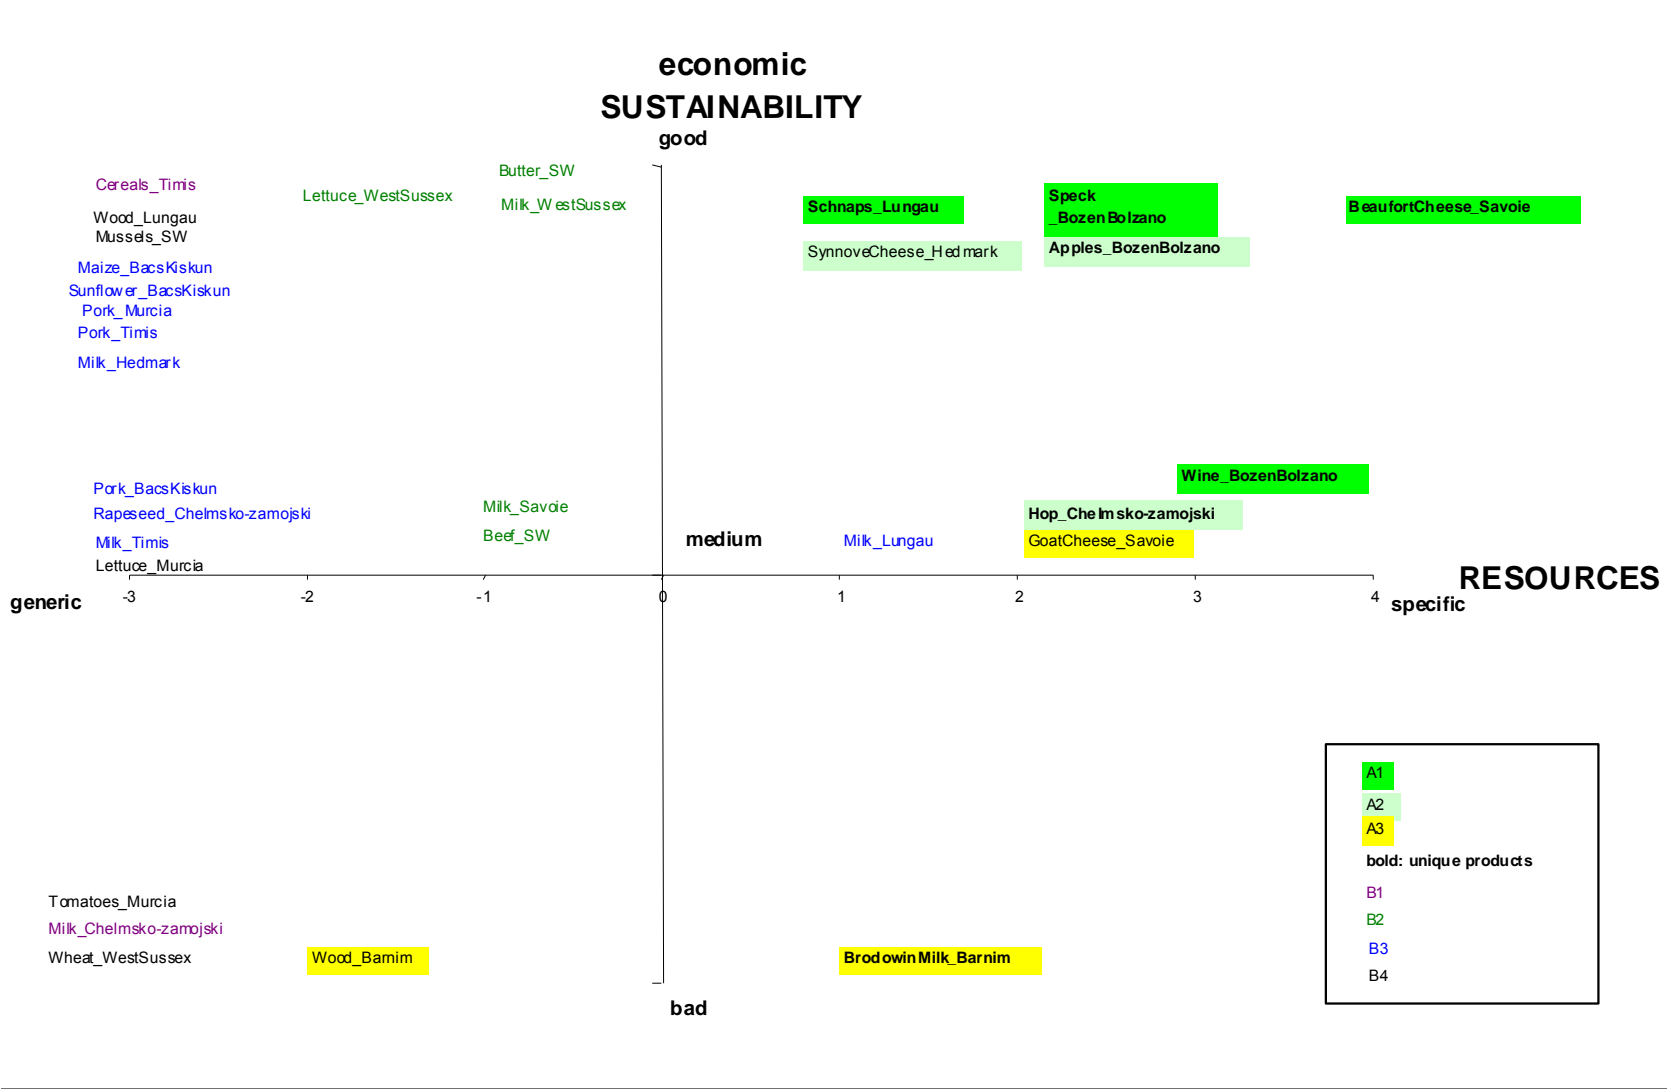 economic
SUSTAINABILITY
good
Butter_SW
Cereals_Timis
Lettuce_WestSussex
Milk_WestSussex
Schnaps_Lungau
Speck
_BozenBolzano
BeaufortCheese_Savoie
Wood_Lungau
Mussels_SW
SynnoveCheese_Hedmark
Apples_BozenBolzano
Maize_BacsKiskun
Sunflower_BacsKiskun
Pork_Murcia
Pork_Timis
Milk_Hedmark
Wine_BozenBolzano
Pork_BacsKiskun
Rapeseed_Chelmsko-zamojski
Milk_Savoie
Hop_Chelmsko-zamojski
Milk_Timis
Beef_SW
medium
Milk_Lungau
GoatCheese_Savoie
Lettuce_Murcia
RESOURCES
generic
-3 -2 -1 0 1 2 3 4
specific
A1
A2
A3
bold: unique products
B1
B2
B3
B4
Tomatoes_Murcia
Milk_Chelmsko-zamojski
Wheat_WestSussex
Wood_Barnim
BrodowinMilk_Barnim
bad